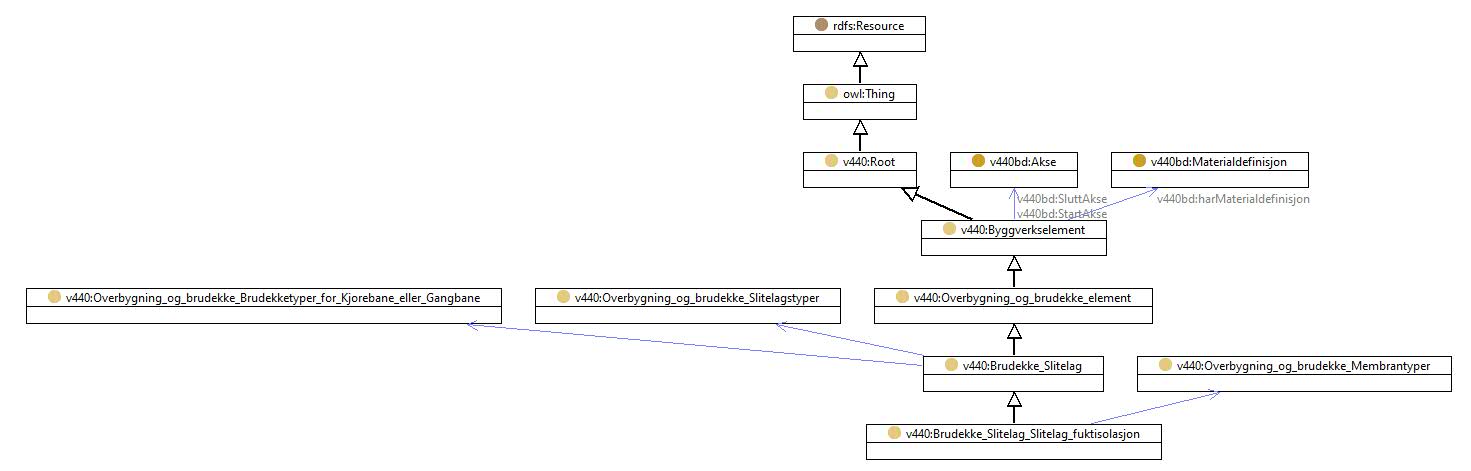 rdfs:Resource
owl:Thing
v440:Root
v440bd:Akse
v440bd:Materialdefinisjon
v440bd:SluttAkse
v440bd:StartAkse
v440bd:harMaterialdefinisjon
v440:Byggverkselement
v440:Overbygning_og_brudekke_Brudekketyper_for_Kjorebane_eller_Gangbane
v440:Overbygning_og_brudekke_Slitelagstyper
v440:Overbygning_og_brudekke_element
v440:Brudekke_Slitelag
v440:Overbygning_og_brudekke_Membrantyper
v440:Brudekke_Slitelag_Slitelag_fuktisolasjon